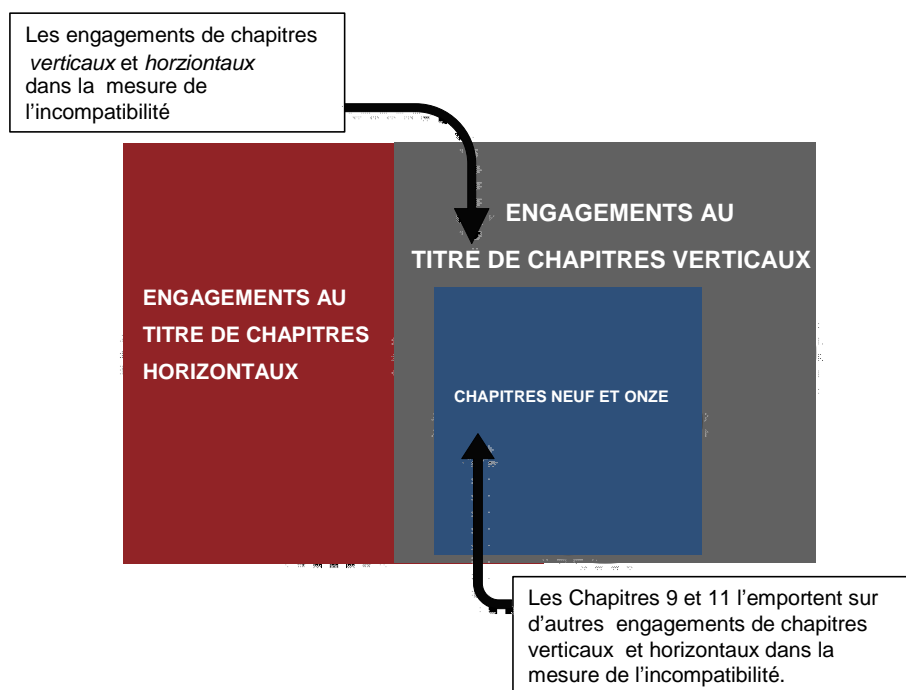 Les engagements de chapitres
verticaux et horziontaux
dans la mesure de
l'incompatibilité
ENGAGEMENTS AU
TITRE DE CHAPITRES VERTICAUX
ENGAGEMENTS AU
TITRE DE CHAPITRES
HORIZONTAUX
CHAPITRES NEUF ET ONZE
Les Chapitres 9 et 11 l'emportent sur
d'autres engagements de chapitres
verticaux et horizontaux dans la
mesure de l'incompatibilité.